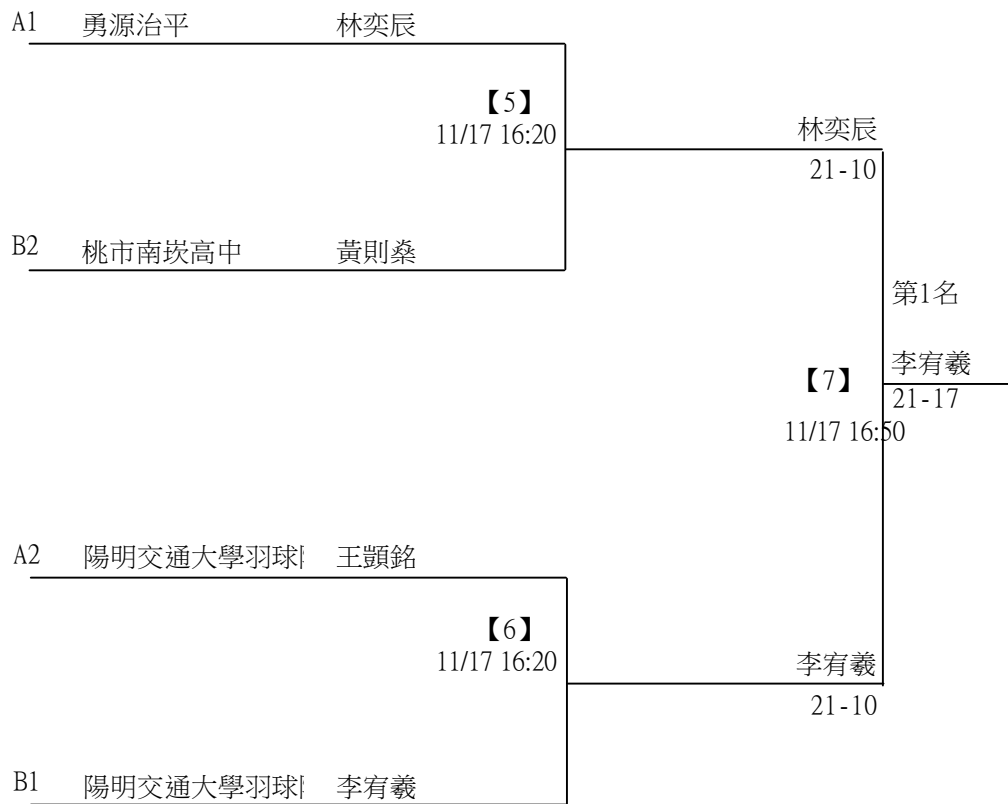 A1 勇源治平 林奕辰
【5】
11/17 16:20
林奕辰
21-10
B2 桃市南崁高中 黃則燊
第1名
李宥羲
【7】
21-17
11/17 16:50
A2 陽明交通大學羽球 王顗銘
【6】
11/17 16:20
李宥羲
21-10
B1 陽明交通大學羽球 李宥羲